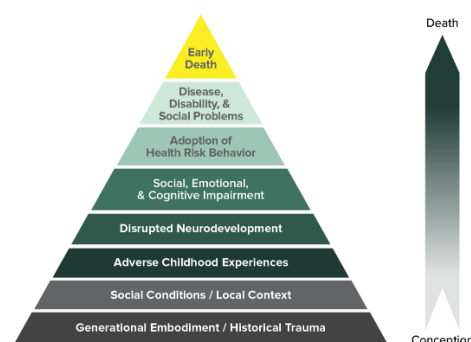 Death
Early
Death
Disease,
Disability, &
Social Problems
Adoption of
Health Risk Behavior
Social, Emotional,
& Cognitive Impairment
Disrupted Neurodevelopment
Adverse Childhood Experiences
Social Conditions / Local Context
Generational Embodiment / Historical Trauma
Conception